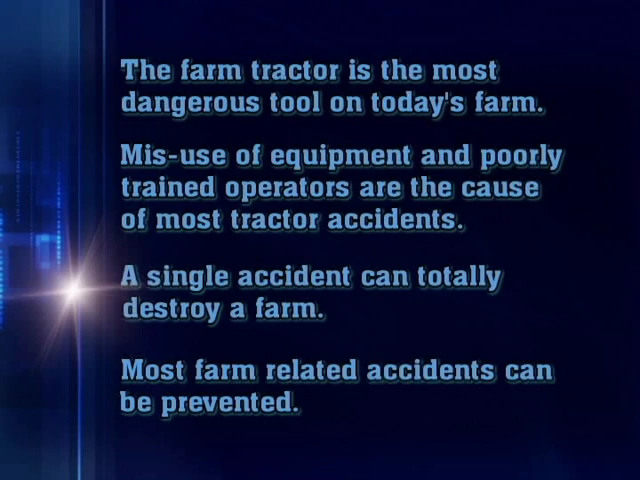 The farm tractor is the most
dangerous tool on today's farm.
Mis-use of equipment and poorly
trained operators are the cause
of most tractor accidents.
A single accident can totally
destroy a farm.
Most farm related accidents can
be prevented.